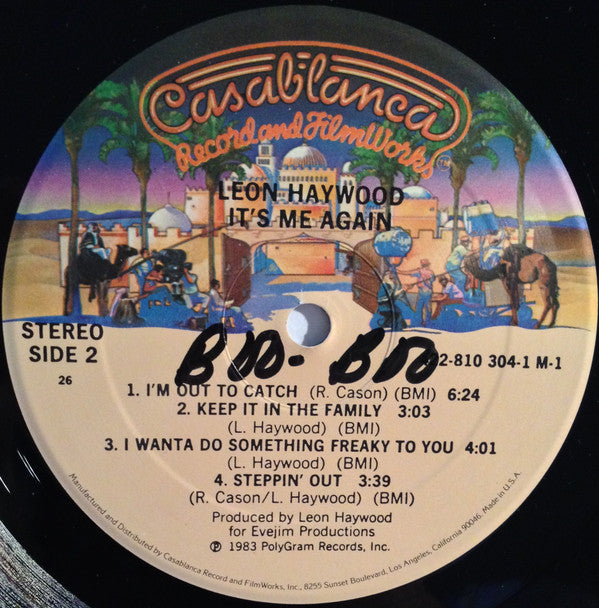 Casablanca
Record and FilmWorks TM
LEON HAYWOOD
IT'S ME AGAIN
STEREO
SIDE 2
26
2-810 304-1 M-1
1. I'M OUT TO CATCH (R. Cason) (BMI) 6:24
2. KEEP IT IN THE FAMILY 3:03
(L. Haywood) (BMI)
3. I WANTA DO SOMETHING FREAKY TO YOU 4:01
(L. Haywood) (BMI)
4. STEPPIN' OUT 3:39
(R. Cason/L. Haywood) (BMI)
Produced by Leon Haywood
for Evejim Productions
℗ 1983 PolyGram Records, Inc.
Manufactured and Distributed by Casablanca Record and FilmWorks, Inc., 8255 Sunset Boulevard, Los Angeles, California 90046. Made in U.S.A.